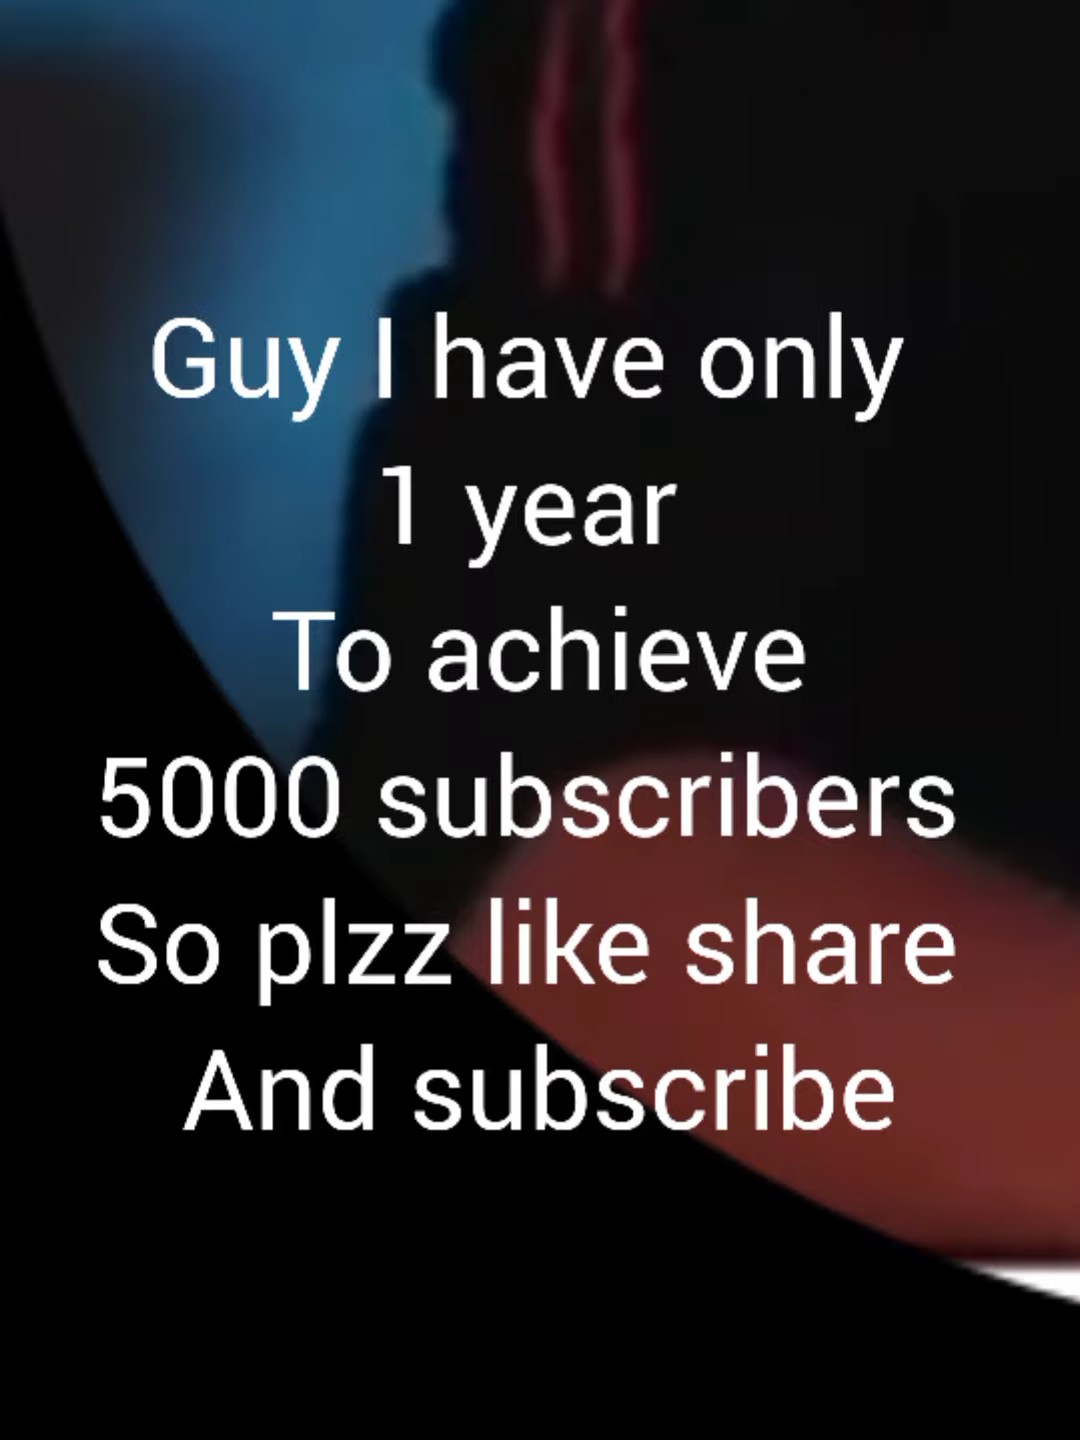 Guy I have only
1 year
To achieve
5000 subscribers
So plzz like share
And subscribe